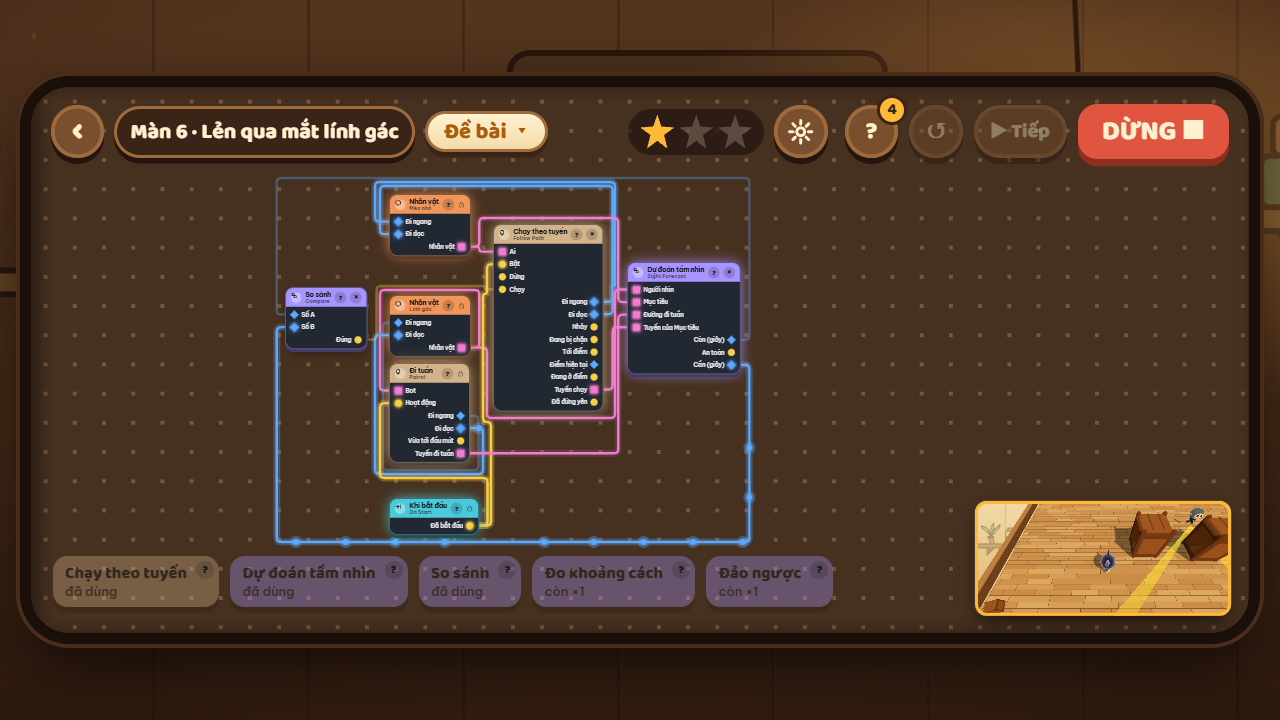 Màn 6 · Lẻn qua mắt lính gác
Đề bài
?
4
Tiếp
DỪNG
Nhân vật
Miko nhỏ
Đi ngang
Đi dọc
Nhân vật
Chạy theo tuyến
Follow Path
Ai
Bật
Dừng
Chạy
Đi ngang
Đi dọc
Nhảy
Đang bị chặn
Tới điểm
Điểm hiện tại
Đang ở điểm
Tuyến chạy
Đã đứng yên
Dự đoán tầm nhìn
Sight Forecast
Người nhìn
Mục tiêu
Đường đi tuần
Tuyến của Mục tiêu
Còn (giây)
An toàn
Cần (giây)
So sánh
Compare
Số A
Số B
Đúng
Nhân vật
Lính gác
Đi ngang
Đi dọc
Nhân vật
Đi tuần
Patrol
Bot
Hoạt động
Đi ngang
Đi dọc
Vừa tới đầu mút
Tuyến đi tuần
Khi bắt đầu
On Start
Đã bắt đầu
Chạy theo tuyến ?
đã dùng
Dự đoán tầm nhìn ?
đã dùng
So sánh ?
đã dùng
Đo khoảng cách ?
còn ×1
Đảo ngược ?
còn ×1